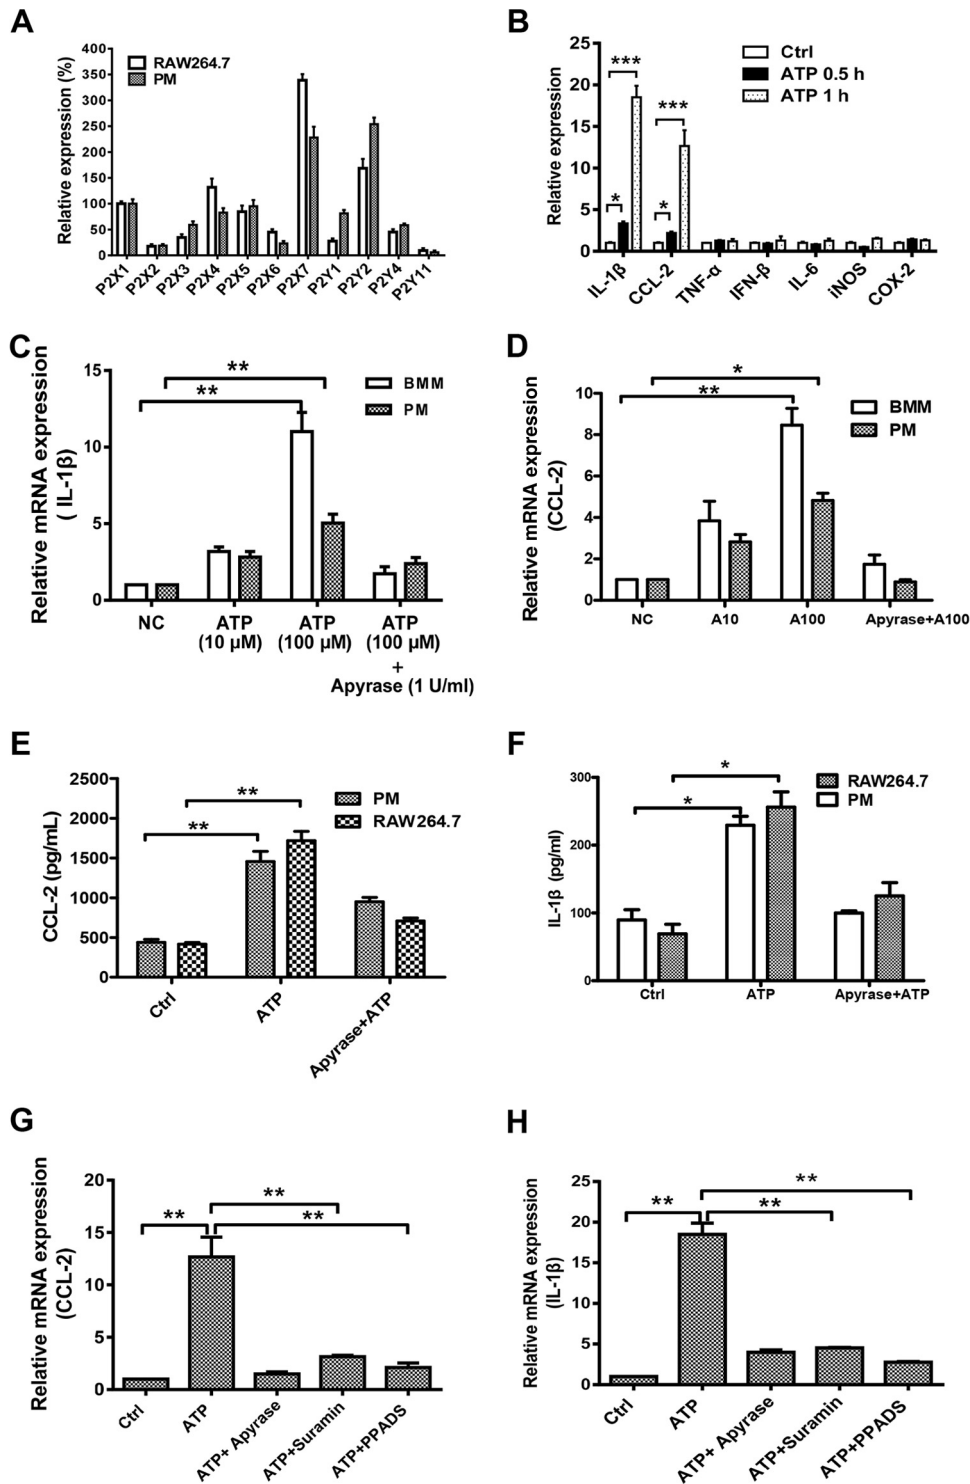 A
Relative expression (%)
400
350
300
250
200
150
100
50
0
RAW264.7
PM
P2X1
P2X2
P2X3
P2X4
P2X5
P2X6
P2X7
P2Y1
P2Y2
P2Y4
P2Y11
B
Relative expression
25
20
15
10
5
0
Ctrl
ATP 0.5 h
ATP 1 h
***
***
*
*
IL-1β
CCL-2
TNF-α
IFN-β
IL-6
iNOS
COX-2
C
Relative mRNA expression
( IL-1β)
15
10
5
0
**
**
BMM
PM
NC
ATP
(10 μM)
ATP
(100 μM)
ATP
(100 μM)
+
Apyrase (1 U/ml)
D
Relative mRNA expression
(CCL-2)
10
8
6
4
2
0
*
**
BMM
PM
NC
A10
A100
Apyrase+A100
E
CCL-2 (pg/mL)
2500
2000
1500
1000
500
0
**
**
PM
RAW264.7
Ctrl
ATP
Apyrase+ATP
F
IL-1β (pg/ml)
300
200
100
0
*
*
RAW264.7
PM
Ctrl
ATP
Apyrase+ATP
G
Relative mRNA expression
(CCL-2)
20
15
10
5
0
**
**
**
Ctrl
ATP
ATP+ Apyrase
ATP+Suramin
ATP+PPADS
H
Relative mRNA expression
(IL-1β)
25
20
15
10
5
0
**
**
**
Ctrl
ATP
ATP+ Apyrase
ATP+Suramin
ATP+PPADS